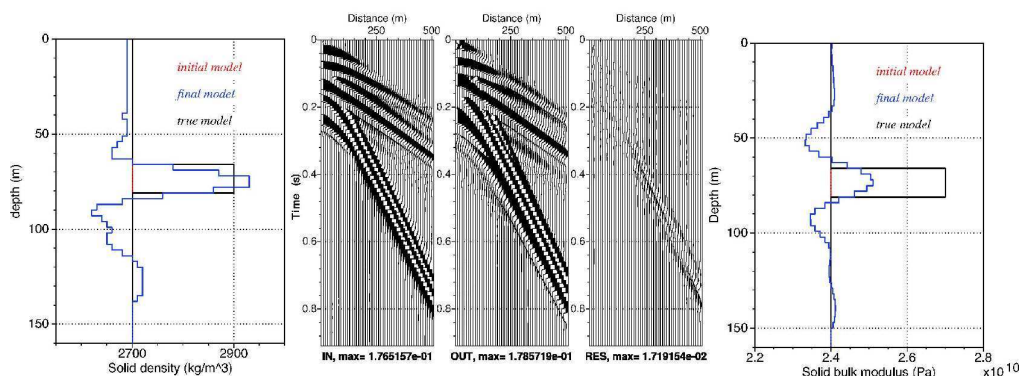 Distance (m) Distance (m) Distance (m)
250 500 250 500 250 500
0
50
100
150
depth (m)
initial model
final model
true model
2700 2900
Solid density (kg/m^3)
0
0.2
0.4
0.6
0.8
Time (s)
IN, max= 1.765157e-01
0
0.2
0.4
0.6
0.8
OUT, max= 1.785719e-01
0
0.2
0.4
0.6
0.8
RES, max= 1.719154e-02
0
50
100
150
Depth (m)
initial model
final model
true model
2.2 2.4 2.6 2.8
x10 10
Solid bulk modulus (Pa)